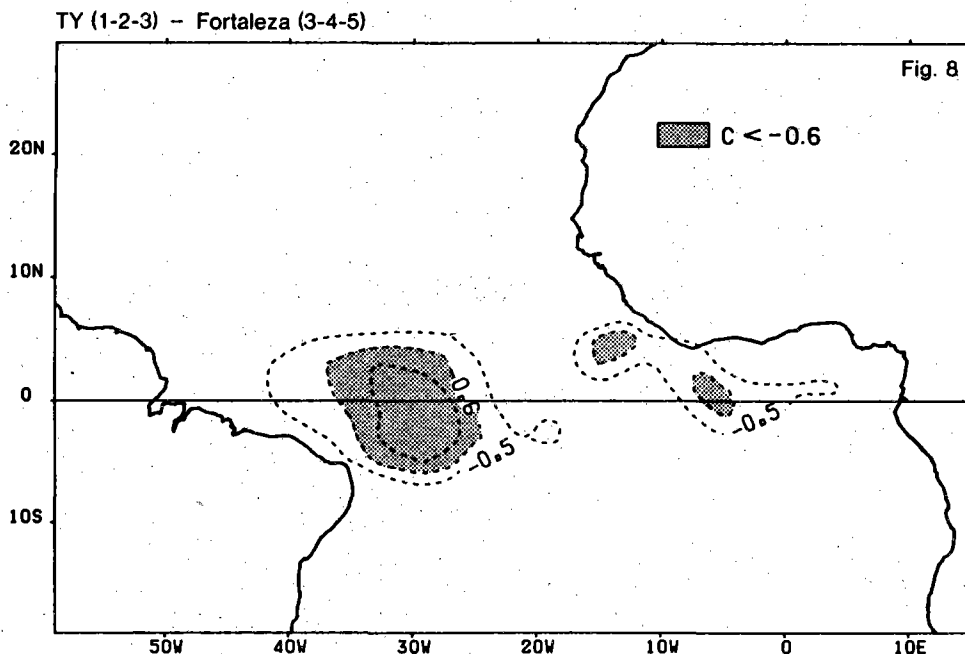 TY (1-2-3) – Fortaleza (3-4-5)
Fig. 8
C < -0.6
20N
10N
0
10S
0.6
-0.5
-0.5
50W
40W
30W
20W
10W
0
10E